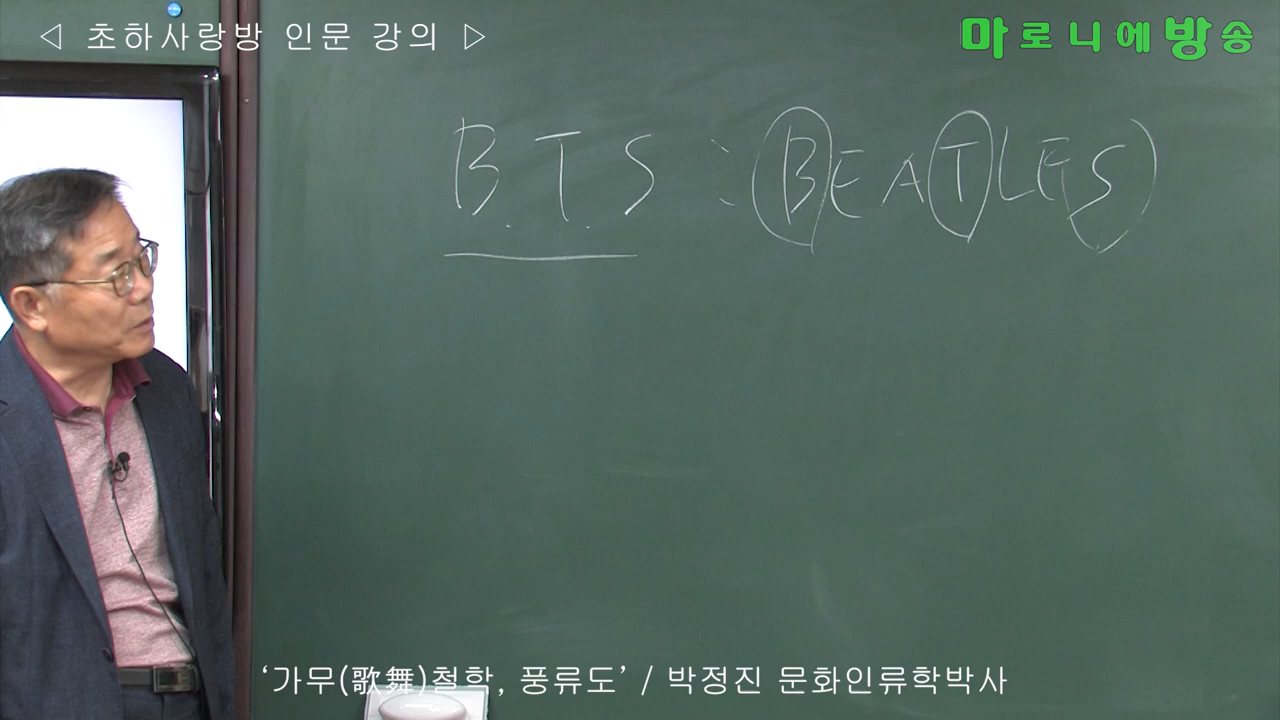 ◁ 초하사랑방 인문 강의 ▷
마로니에방송
B.T.S : BEATLES
‘가무(歌舞)철학, 풍류도’ / 박정진 문화인류학박사